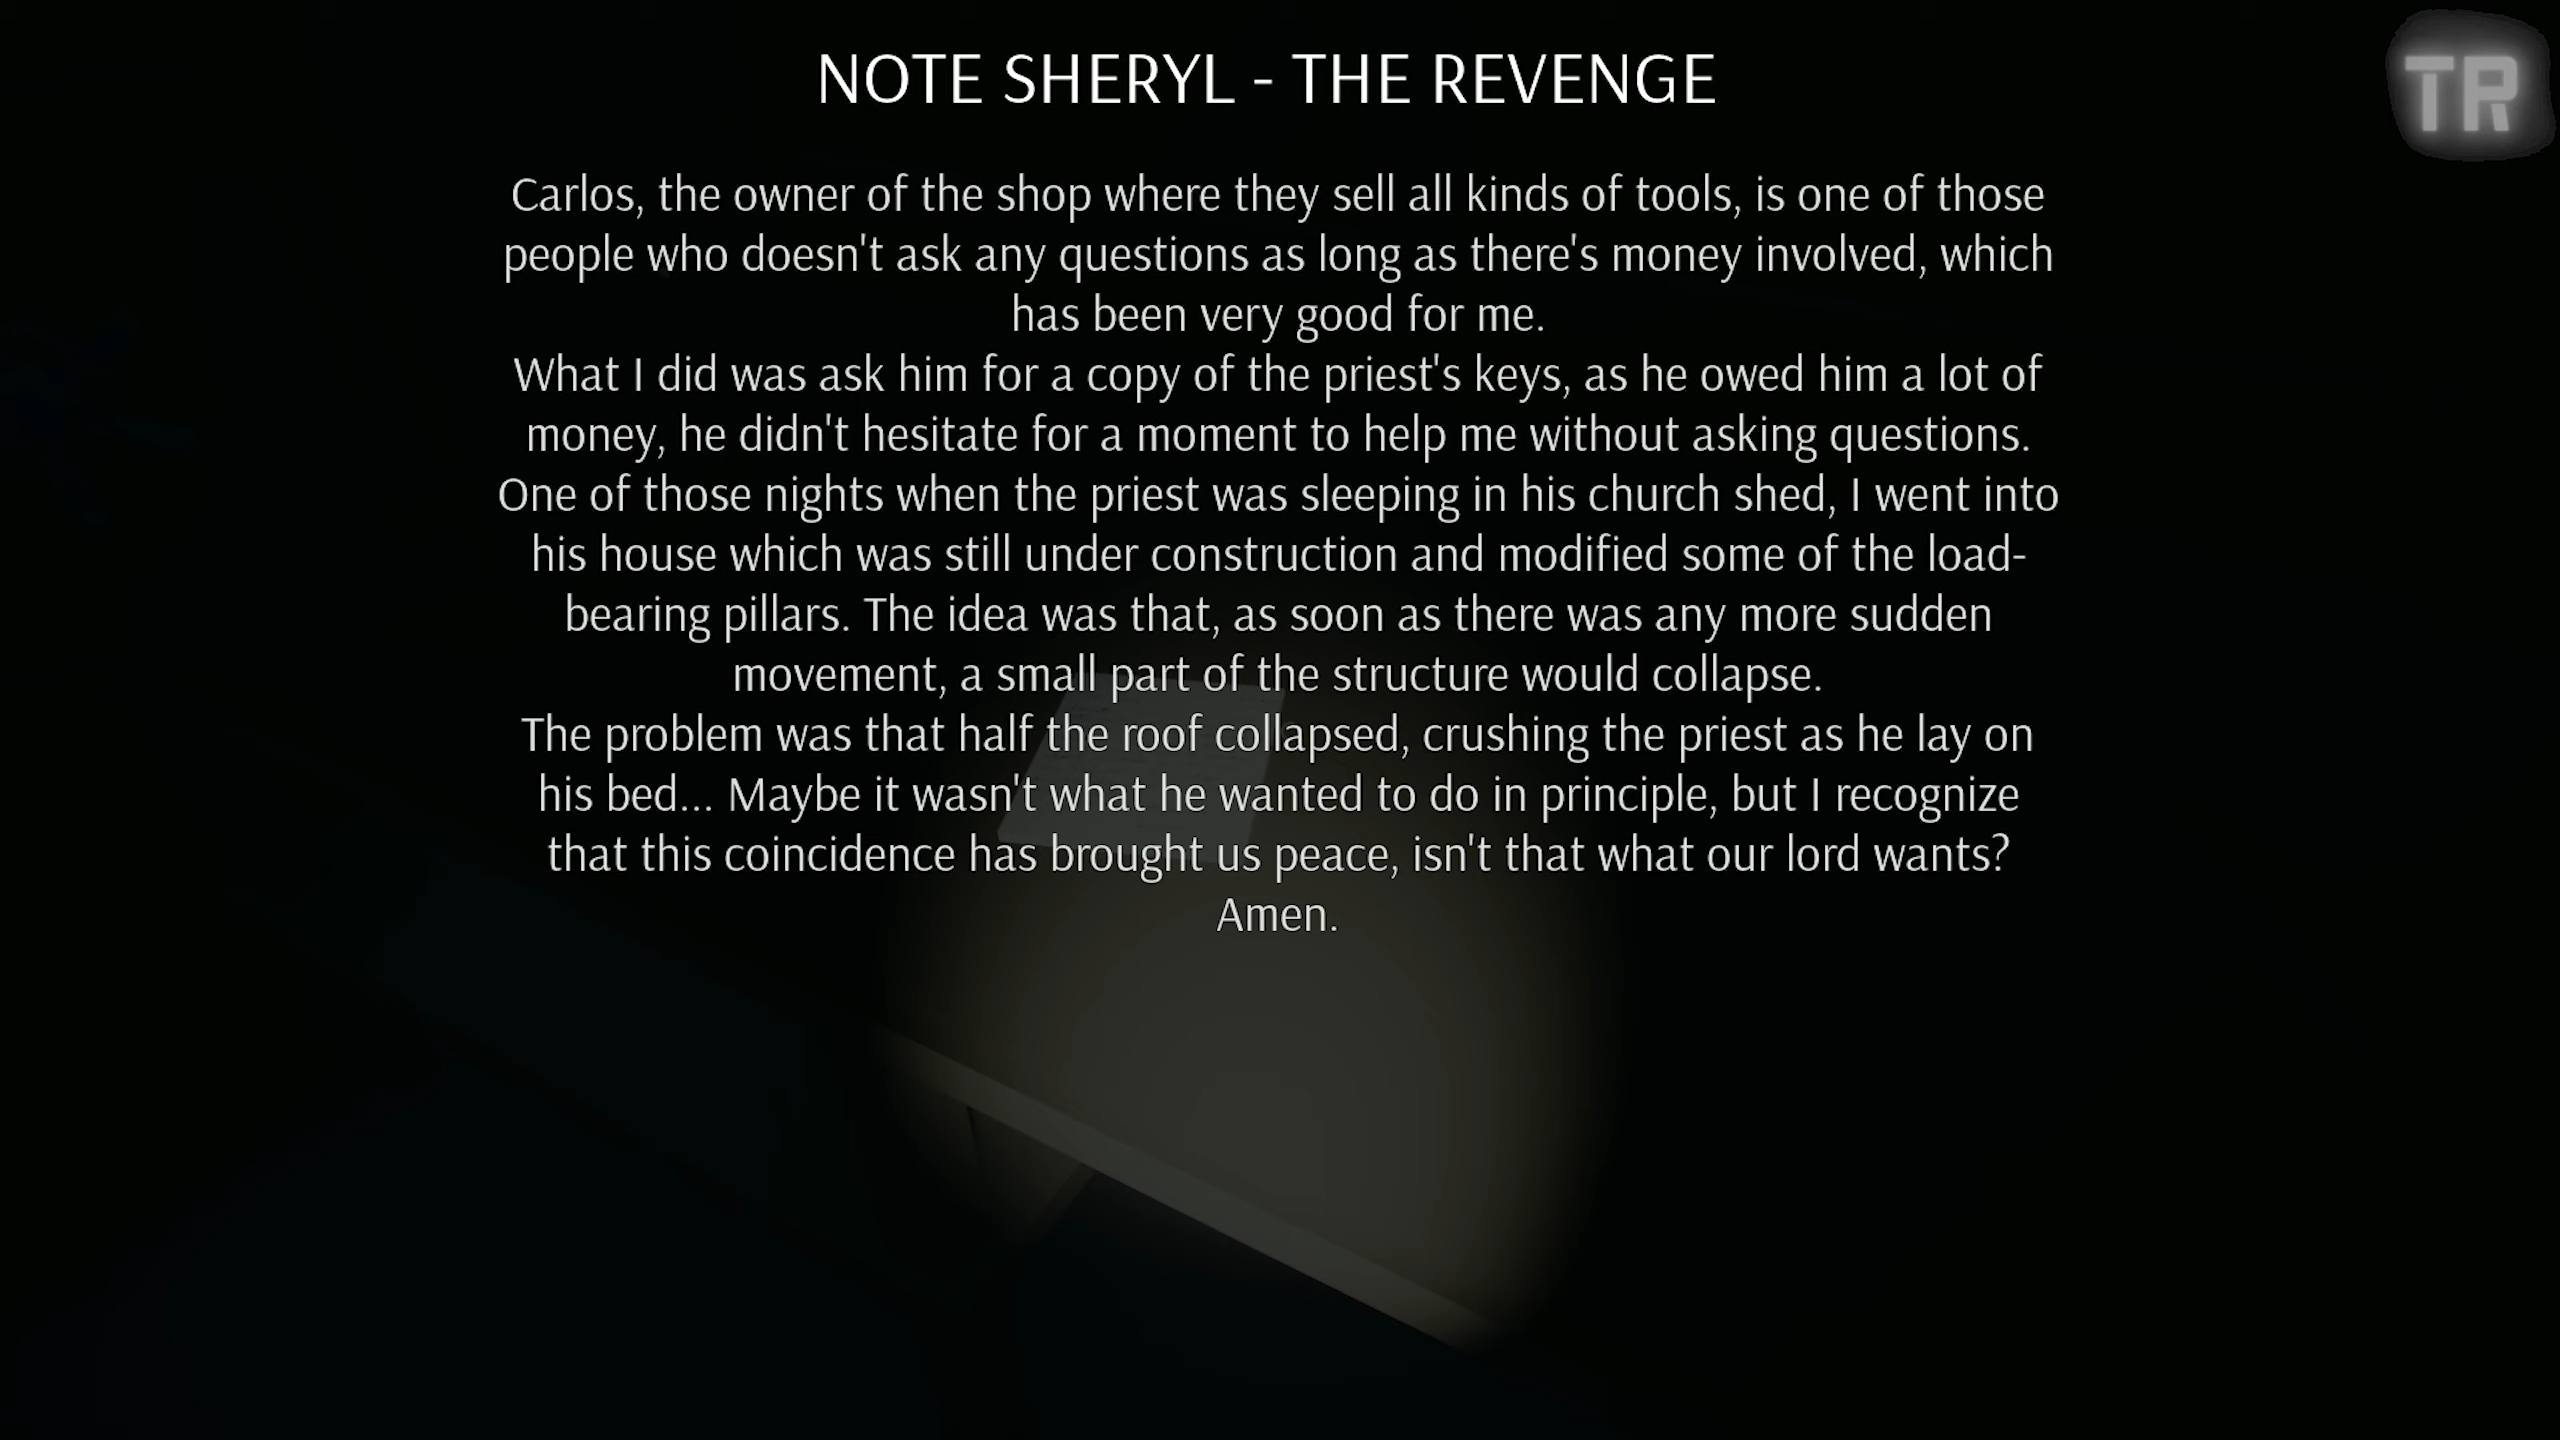 NOTE SHERYL - THE REVENGE
TR
Carlos, the owner of the shop where they sell all kinds of tools, is one of those
people who doesn't ask any questions as long as there's money involved, which
has been very good for me.
What I did was ask him for a copy of the priest's keys, as he owed him a lot of
money, he didn't hesitate for a moment to help me without asking questions.
One of those nights when the priest was sleeping in his church shed, I went into
his house which was still under construction and modified some of the load-
bearing pillars. The idea was that, as soon as there was any more sudden
movement, a small part of the structure would collapse.
The problem was that half the roof collapsed, crushing the priest as he lay on
his bed... Maybe it wasn't what he wanted to do in principle, but I recognize
that this coincidence has brought us peace, isn't that what our lord wants?
Amen.